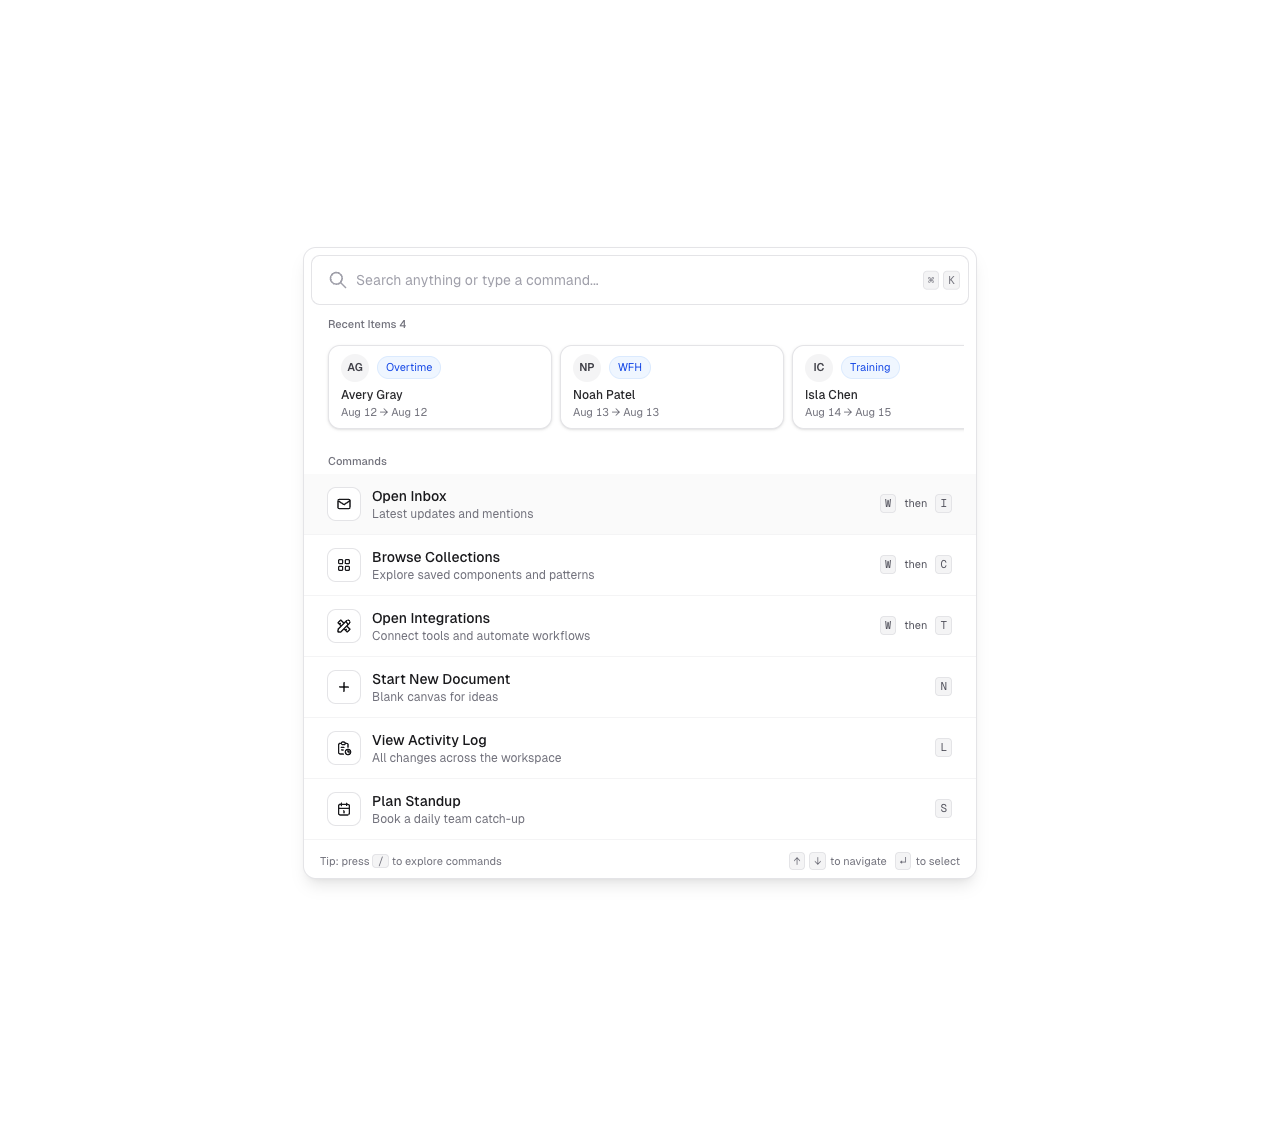 Search anything or type a command...
⌘ K
Recent Items 4
AG Overtime
Avery Gray
Aug 12 → Aug 12
NP WFH
Noah Patel
Aug 13 → Aug 13
IC Training
Isla Chen
Aug 14 → Aug 15
Commands
Open Inbox
Latest updates and mentions
W then I
Browse Collections
Explore saved components and patterns
W then C
Open Integrations
Connect tools and automate workflows
W then T
Start New Document
Blank canvas for ideas
N
View Activity Log
All changes across the workspace
L
Plan Standup
Book a daily team catch-up
S
Tip: press / to explore commands
↑ ↓ to navigate ↵ to select